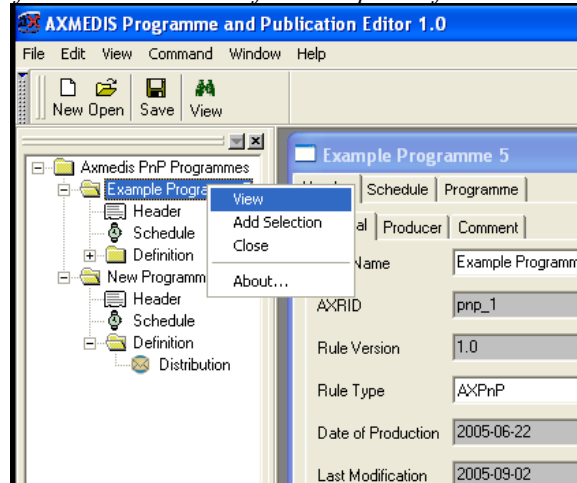 AXMEDIS Programme and Publication Editor 1.0
File Edit View Command Window Help
New Open Save View
Axmedis PnP Programmes
Example Progra
Header
Schedule
Definition
New Programm
Header
Schedule
Definition
Distribution
View
Add Selection
Close
About...
Example Programme 5
Schedule Programme
al Producer Comment
Name Example Programm
AXRID pnp_1
Rule Version 1.0
Rule Type AXPnP
Date of Production 2005-06-22
Last Modification 2005-09-02